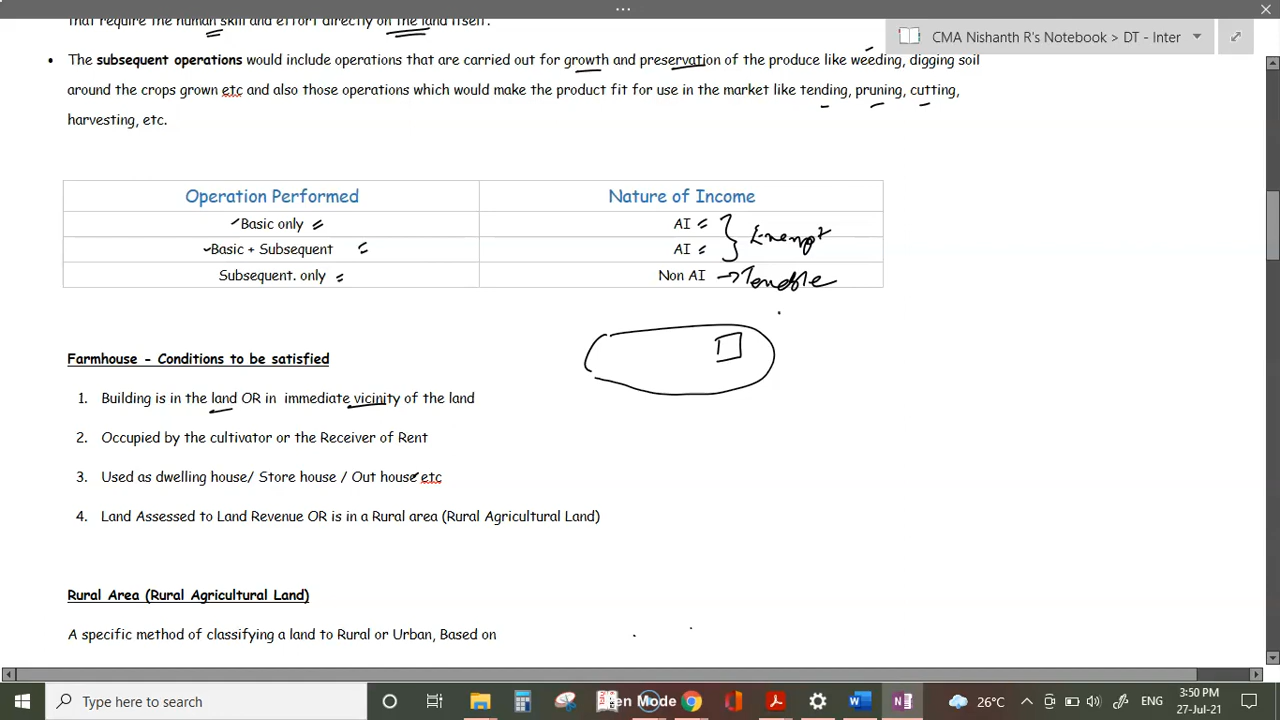 that require the human skill and effort directly on the land itself.
CMA Nishanth R's Notebook > DT - Inter
• The subsequent operations would include operations that are carried out for growth and preservation of the produce like weeding, digging soil
around the crops grown etc and also those operations which would make the product fit for use in the market like tending, pruning, cutting,
harvesting, etc.
Operation Performed Nature of Income
Basic only AI
Exempt
Basic + Subsequent AI
Subsequent. only Non AI → Taxable
Farmhouse - Conditions to be satisfied
1. Building is in the land OR in immediate vicinity of the land
2. Occupied by the cultivator or the Receiver of Rent
3. Used as dwelling house/ Store house / Out house etc
4. Land Assessed to Land Revenue OR is in a Rural area (Rural Agricultural Land)
Rural Area (Rural Agricultural Land)
A specific method of classifying a land to Rural or Urban, Based on
Type here to search
en Mode
26°C
ENG
3:50 PM
27-Jul-21